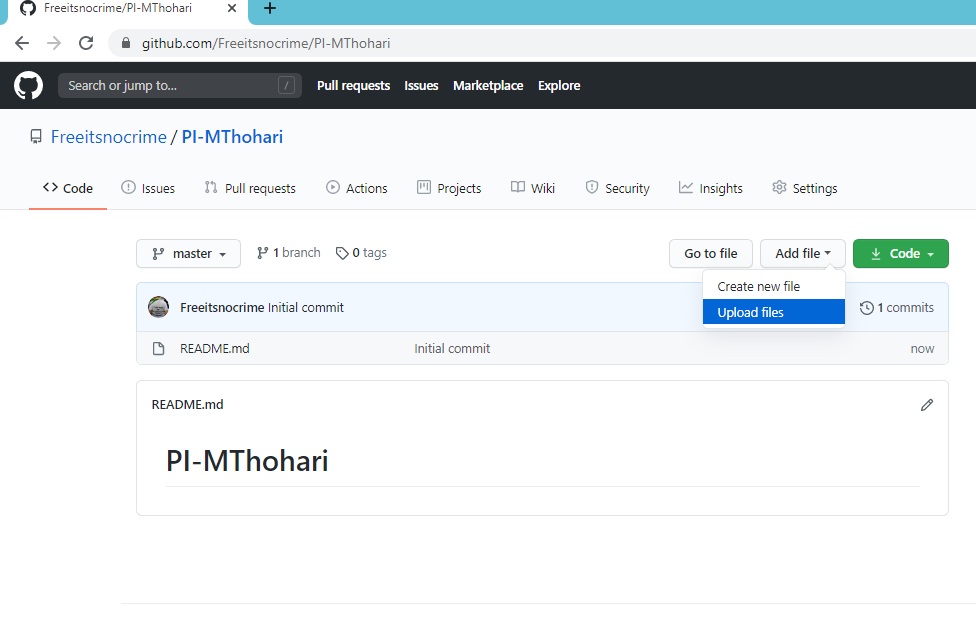 Freeitsnocrime/PI-MThohari
github.com/Freeitsnocrime/PI-MThohari
Search or jump to... / Pull requests Issues Marketplace Explore
Freeitsnocrime / PI-MThohari
Code Issues Pull requests Actions Projects Wiki Security Insights Settings
master 1 branch 0 tags Go to file Add file Code
Create new file
Upload files
Freeitsnocrime Initial commit 1 commits
README.md Initial commit now
README.md
PI-MThohari